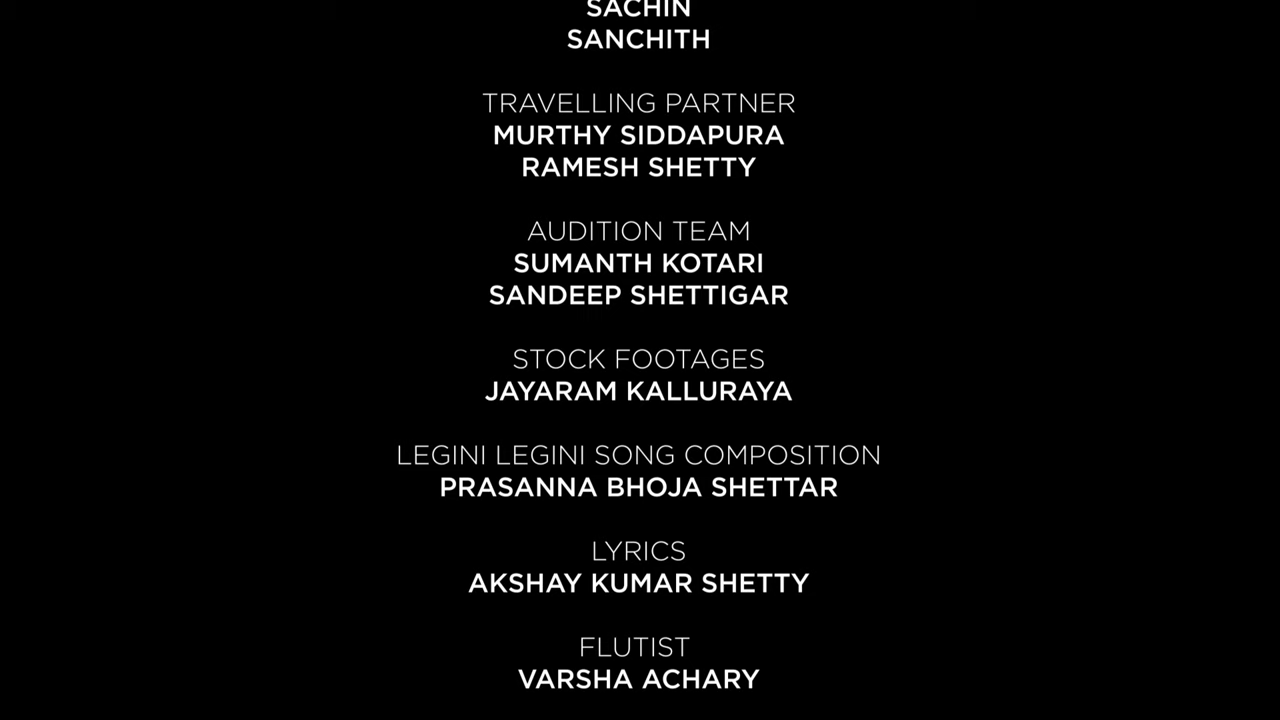 SACHIN
SANCHITH
TRAVELLING PARTNER
MURTHY SIDDAPURA
RAMESH SHETTY
AUDITION TEAM
SUMANTH KOTARI
SANDEEP SHETTIGAR
STOCK FOOTAGES
JAYARAM KALLURAYA
LEGINI LEGINI SONG COMPOSITION
PRASANNA BHOJA SHETTAR
LYRICS
AKSHAY KUMAR SHETTY
FLUTIST
VARSHA ACHARY